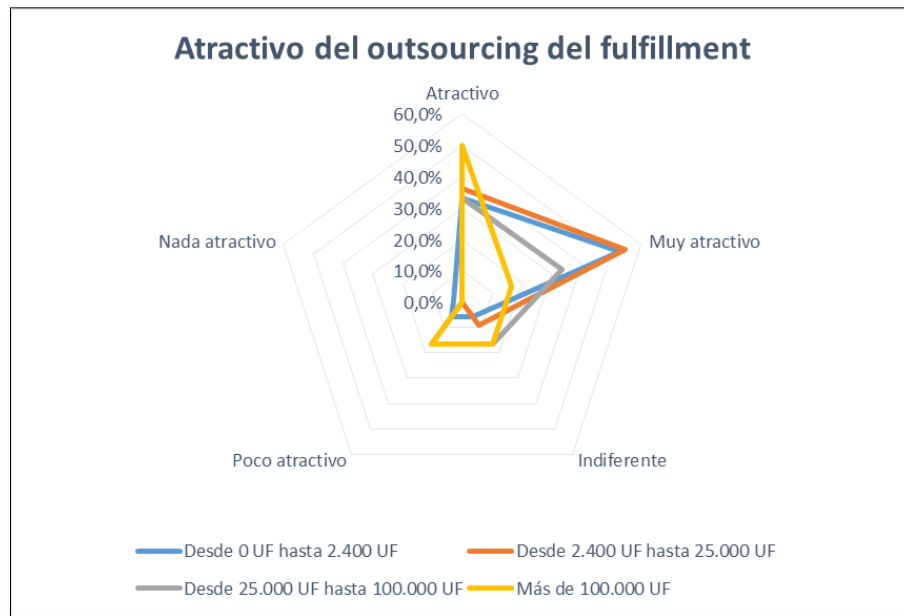 Atractivo del outsourcing del fulfillment
Atractivo
60,0%
50,0%
40,0%
30,0%
20,0%
10,0%
0,0%
Nada atractivo
Muy atractivo
Poco atractivo
Indiferente
Desde 0 UF hasta 2.400 UF
Desde 2.400 UF hasta 25.000 UF
Desde 25.000 UF hasta 100.000 UF
Más de 100.000 UF